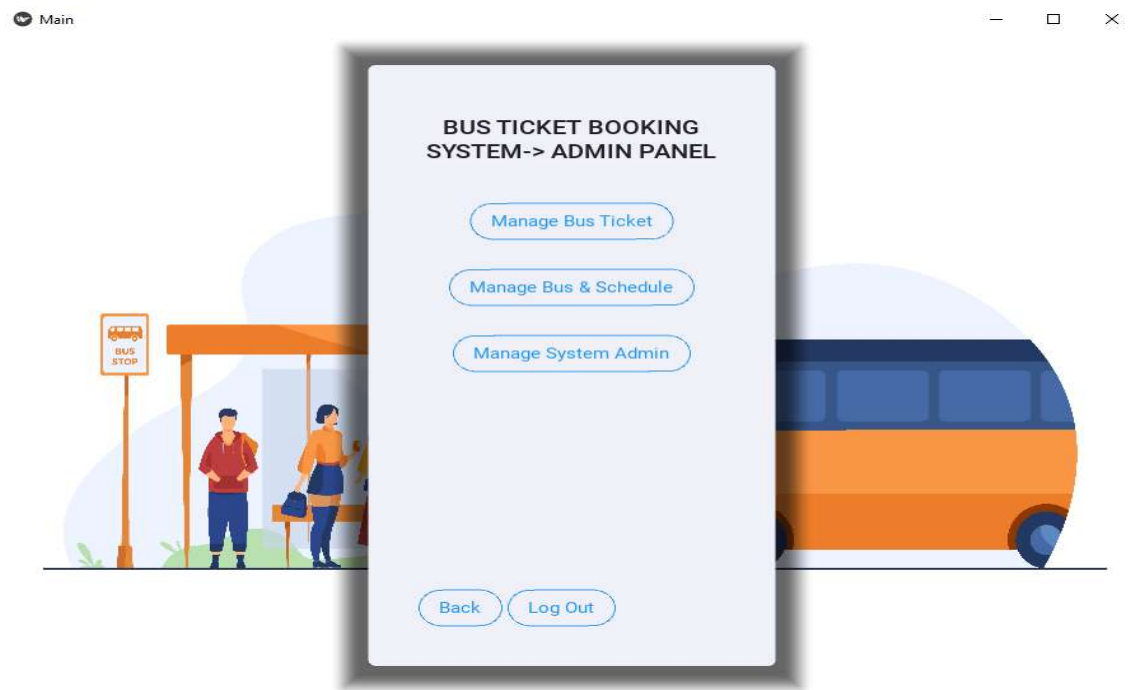 Main
BUS TICKET BOOKING
SYSTEM-> ADMIN PANEL
Manage Bus Ticket
Manage Bus & Schedule
Manage System Admin
BUS
STOP
Back
Log Out